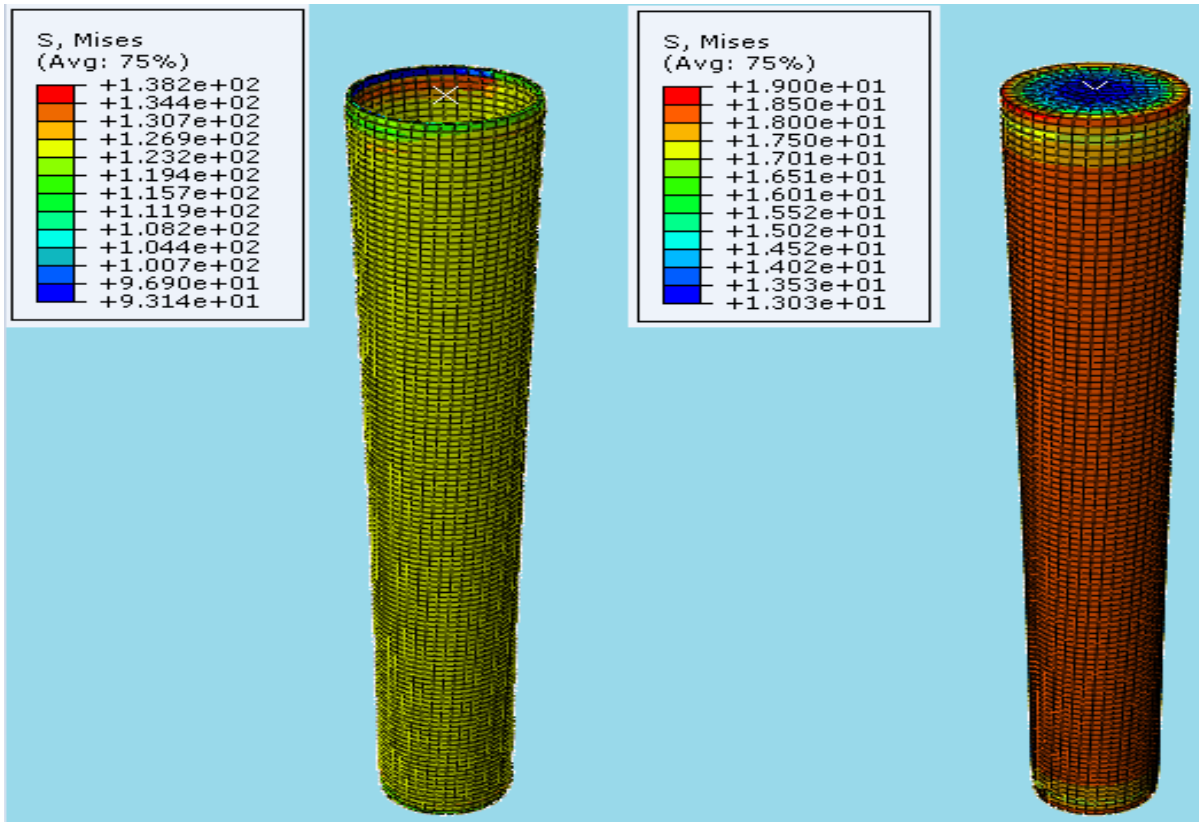 S, Mises
(Avg: 75%)
+1.382e+02
+1.344e+02
+1.307e+02
+1.269e+02
+1.232e+02
+1.194e+02
+1.157e+02
+1.119e+02
+1.082e+02
+1.044e+02
+1.007e+02
+9.690e+01
+9.314e+01
S, Mises
(Avg: 75%)
+1.900e+01
+1.850e+01
+1.800e+01
+1.750e+01
+1.701e+01
+1.651e+01
+1.601e+01
+1.552e+01
+1.502e+01
+1.452e+01
+1.402e+01
+1.353e+01
+1.303e+01